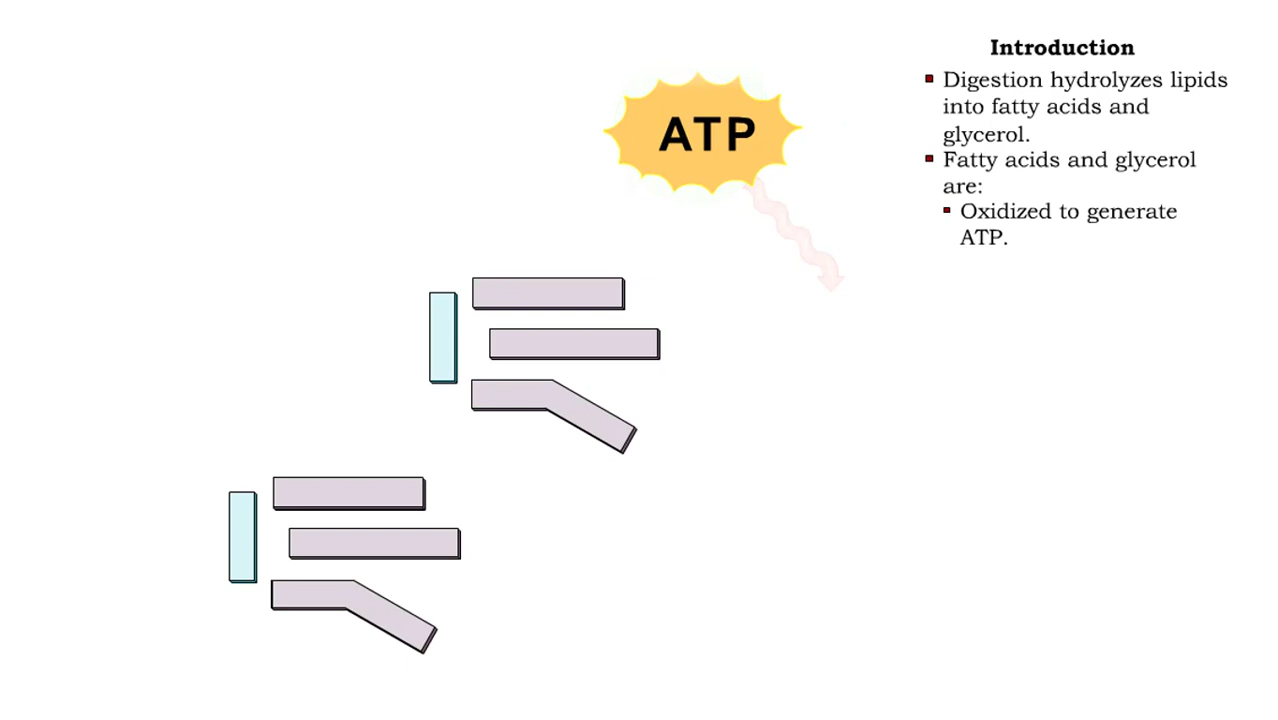 ATP
Introduction
Digestion hydrolyzes lipids
into fatty acids and
glycerol.
Fatty acids and glycerol
are:
Oxidized to generate
ATP.